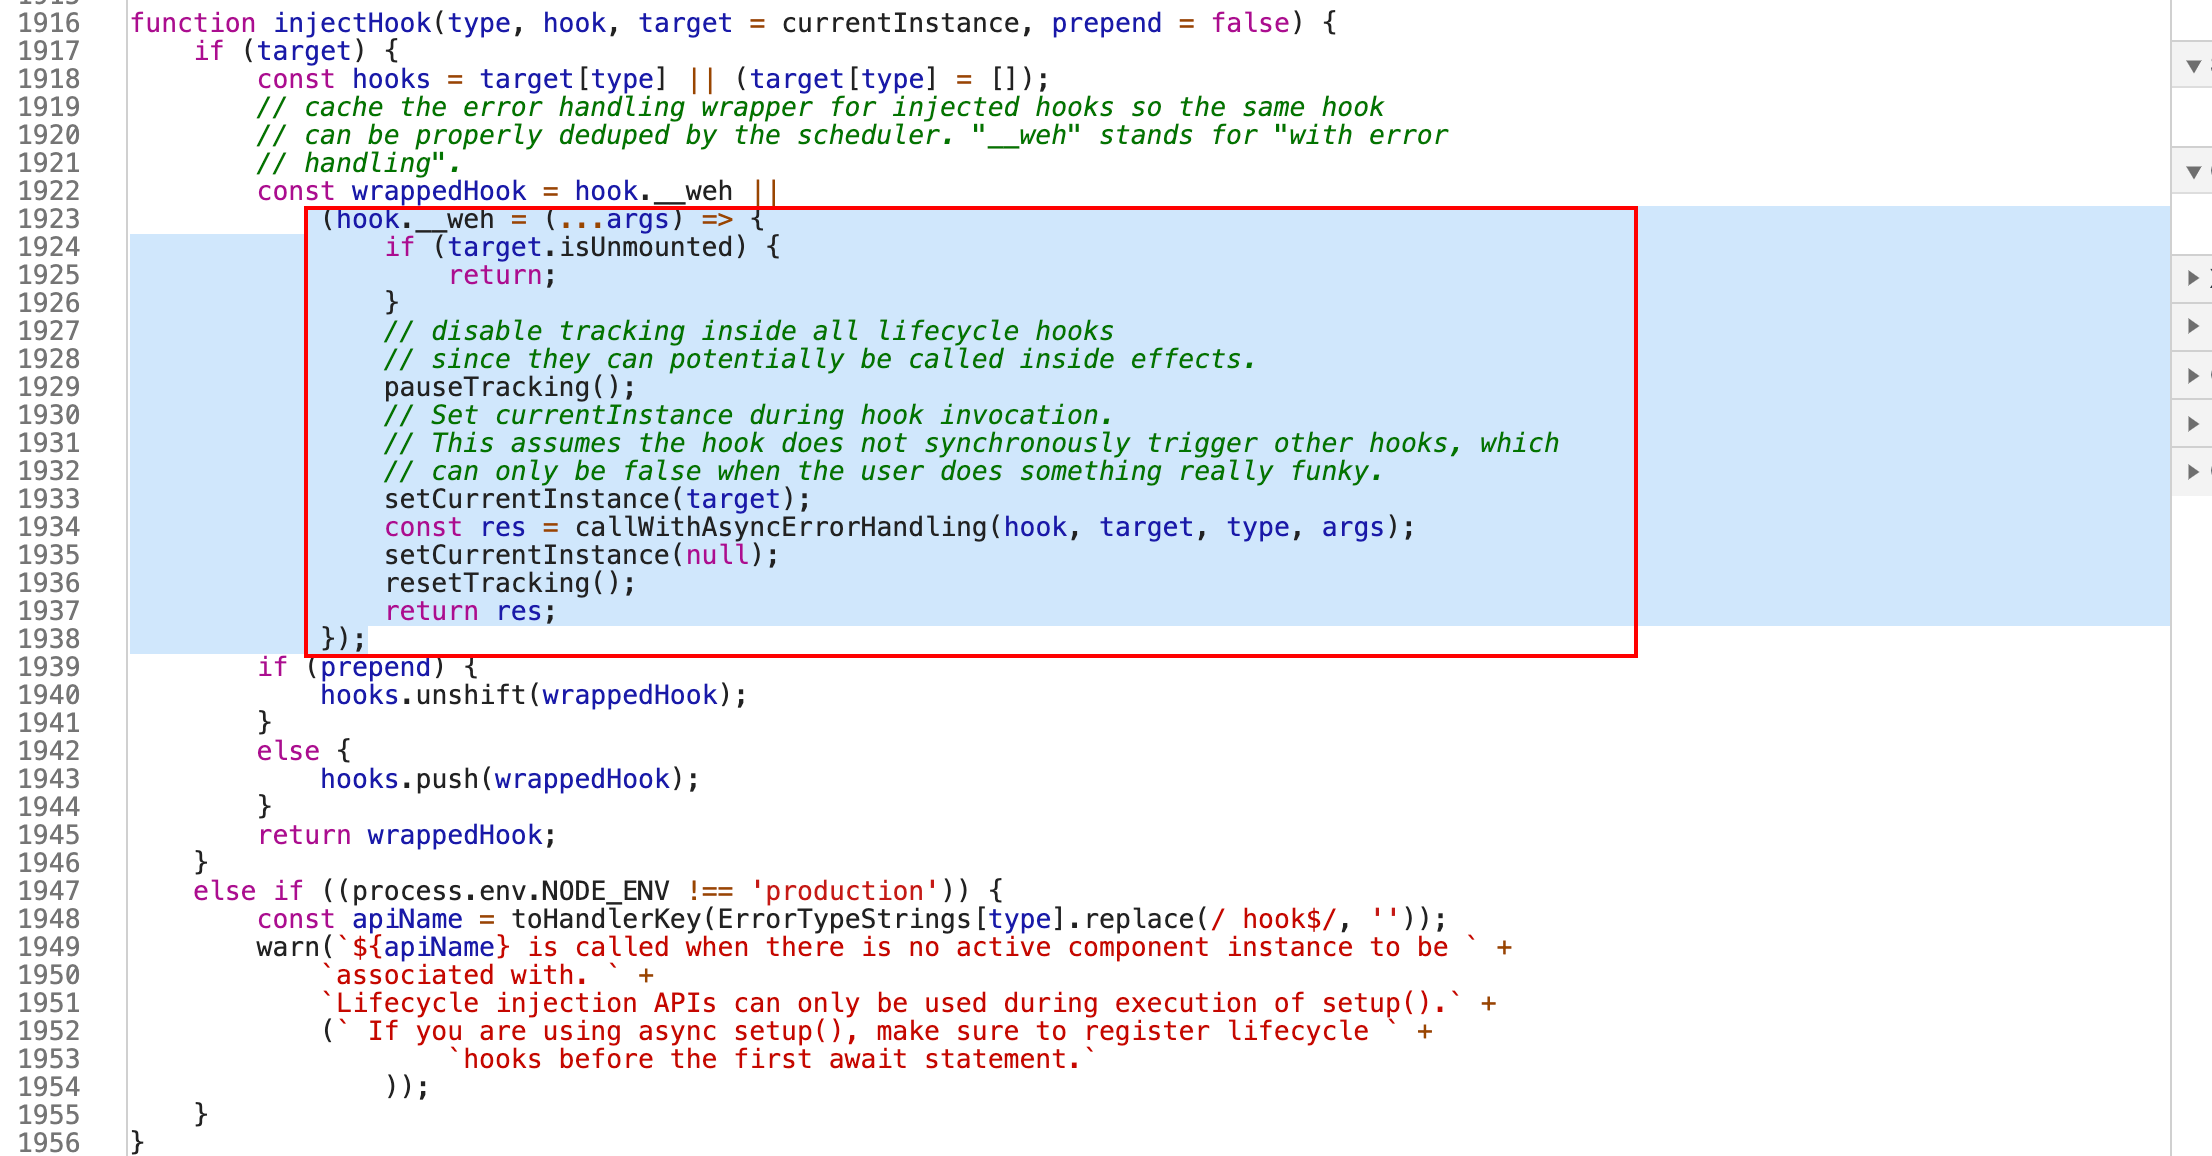 1916 function injectHook(type, hook, target = currentInstance, prepend = false) {
1917     if (target) {
1918         const hooks = target[type] || (target[type] = []);
1919         // cache the error handling wrapper for injected hooks so the same hook
1920         // can be properly deduped by the scheduler. "__weh" stands for "with error
1921         // handling".
1922         const wrappedHook = hook.__weh ||
1923             (hook.__weh = (...args) => {
1924                 if (target.isUnmounted) {
1925                     return;
1926                 }
1927                 // disable tracking inside all lifecycle hooks
1928                 // since they can potentially be called inside effects.
1929                 pauseTracking();
1930                 // Set currentInstance during hook invocation.
1931                 // This assumes the hook does not synchronously trigger other hooks, which
1932                 // can only be false when the user does something really funky.
1933                 setCurrentInstance(target);
1934                 const res = callWithAsyncErrorHandling(hook, target, type, args);
1935                 setCurrentInstance(null);
1936                 resetTracking();
1937                 return res;
1938             });
1939         if (prepend) {
1940             hooks.unshift(wrappedHook);
1941         }
1942         else {
1943             hooks.push(wrappedHook);
1944         }
1945         return wrappedHook;
1946     }
1947     else if ((process.env.NODE_ENV !== 'production')) {
1948         const apiName = toHandlerKey(ErrorTypeStrings[type].replace(/ hook$/, ''));
1949         warn(`${apiName} is called when there is no active component instance to be ` +
1950             `associated with. ` +
1951             `Lifecycle injection APIs can only be used during execution of setup().` +
1952             (` If you are using async setup(), make sure to register lifecycle ` +
1953                     `hooks before the first await statement.`
1954                 ));
1955     }
1956 }